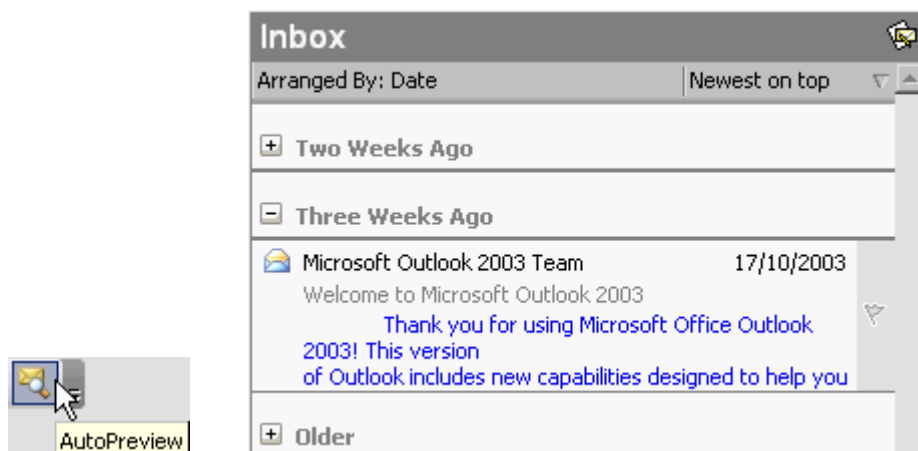 Inbox
Arranged By: Date Newest on top
Two Weeks Ago
Three Weeks Ago
Microsoft Outlook 2003 Team 17/10/2003
Welcome to Microsoft Outlook 2003
Thank you for using Microsoft Office Outlook
2003! This version
of Outlook includes new capabilities designed to help you
Older
AutoPreview